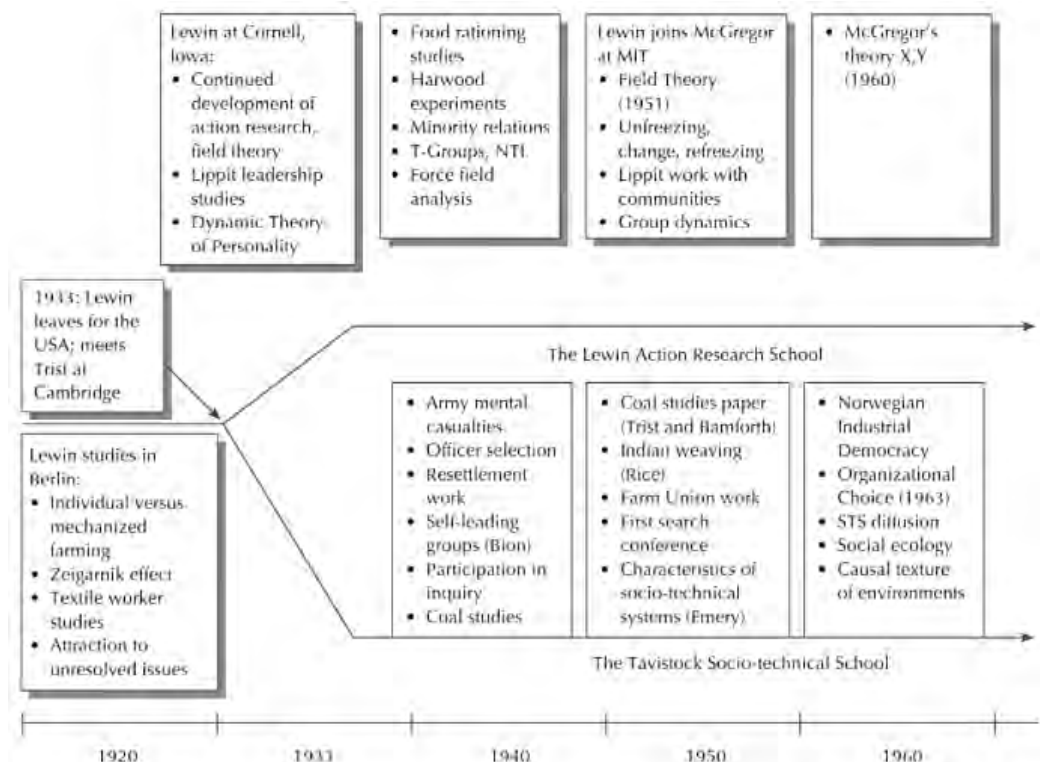 Lewin at Cornell,
Iowa:
• Continued
development of
action research,
field theory
• Lippit leadership
studies
• Dynamic Theory
of Personality
• Food rationing
studies
• Harwood
experiments
• Minority relations
• T-Groups, NTL
• Force field
analysis
Lewin joins McGregor
at MIT
• Field Theory
(1951)
• Unfreezing,
change, refreezing
• Lippit work with
communities
• Group dynamics
• McGregor's
theory X,Y
(1960)
1933: Lewin
leaves for the
USA; meets
Trist at
Cambridge
The Lewin Action Research School
Lewin studies in
Berlin:
• Individual versus
mechanized
farming
• Zeigarnik effect
• Textile worker
studies
• Attraction to
unresolved issues
• Army mental
casualties
• Officer selection
• Resettlement
work
• Self-leading
groups (Bion)
• Participation in
inquiry
• Coal studies
• Coal studies paper
(Trist and Bamforth)
• Indian weaving
(Rice)
• Farm Union work
• First search
conference
• Characteristics of
socio-technical
systems (Emery)
• Norwegian
Industrial
Democracy
• Organizational
Choice (1963)
• STS diffusion
• Social ecology
• Causal texture
of environments
The Tavistock Socio-technical School
1920
1933
1940
1950
1960